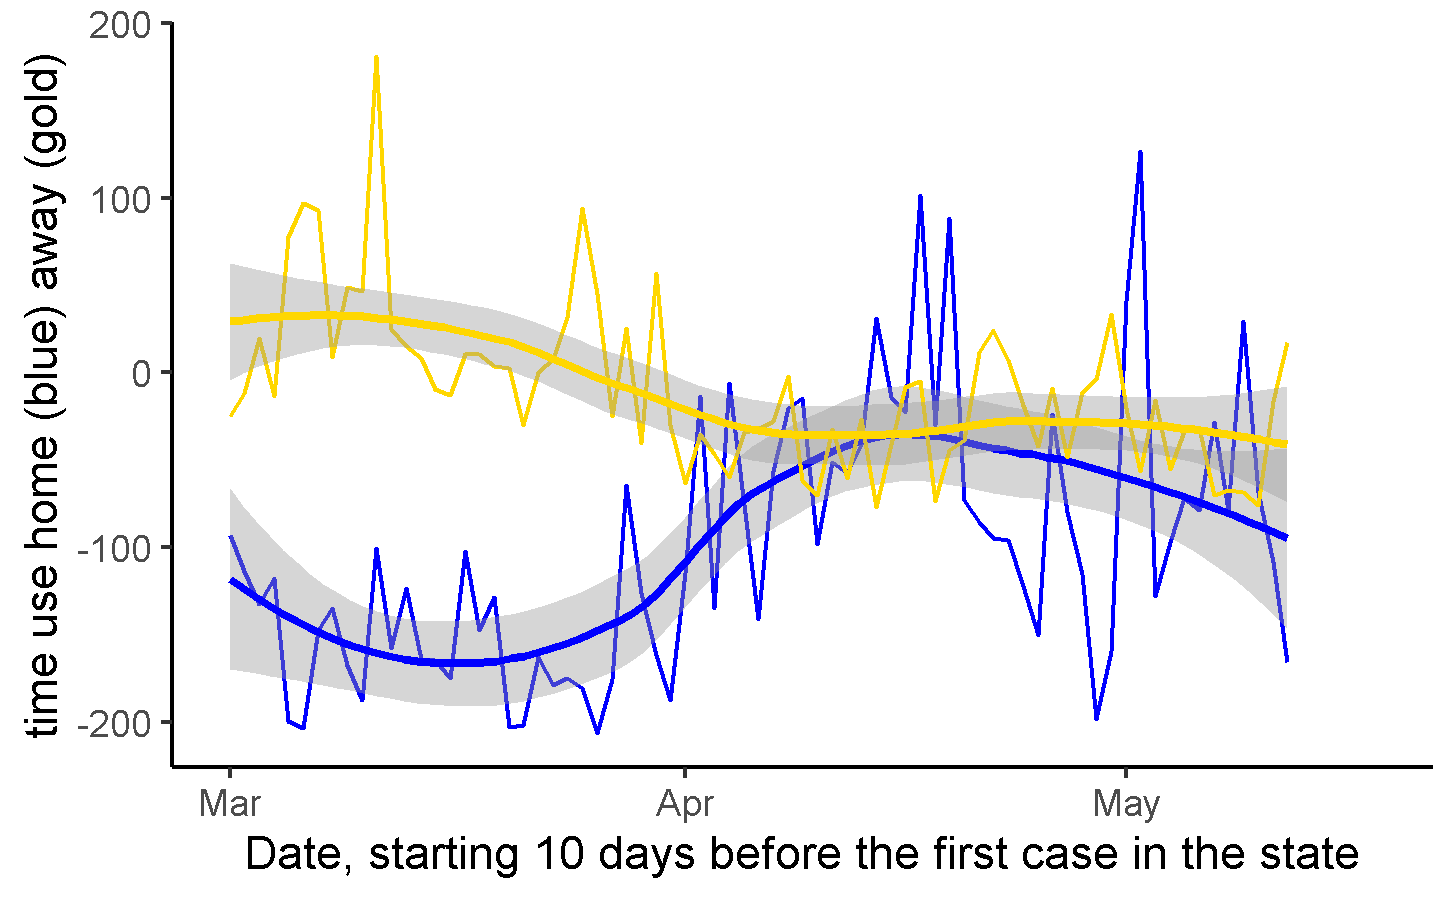 time use home (blue) away (gold)
200
100
0
-100
-200
Mar
Apr
May
Date, starting 10 days before the first case in the state